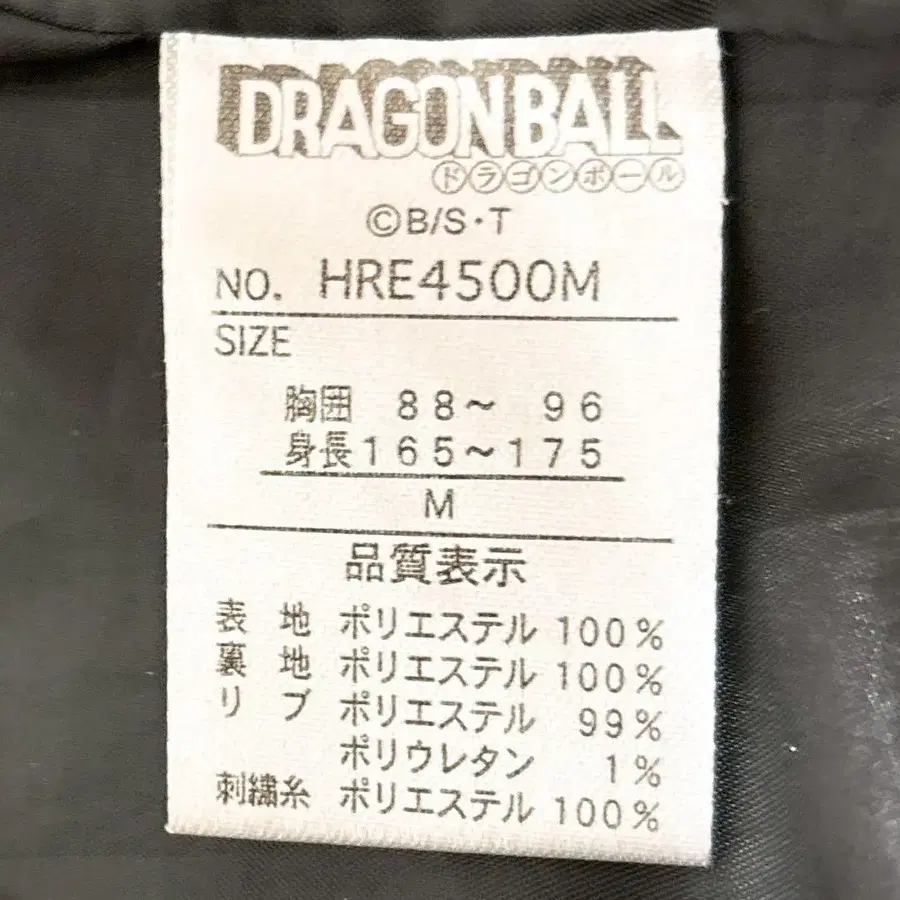 DRAGONBALL
ドラゴンボール
©B/S・T
NO. HRE4500M
SIZE
胸囲 88～ 96
身長165～175
M
品質表示
表 地 ポリエステル 100%
裏 地 ポリエステル 100%
リ ブ ポリエステル 99%
ポリウレタン 1%
刺繍糸 ポリエステル 100%